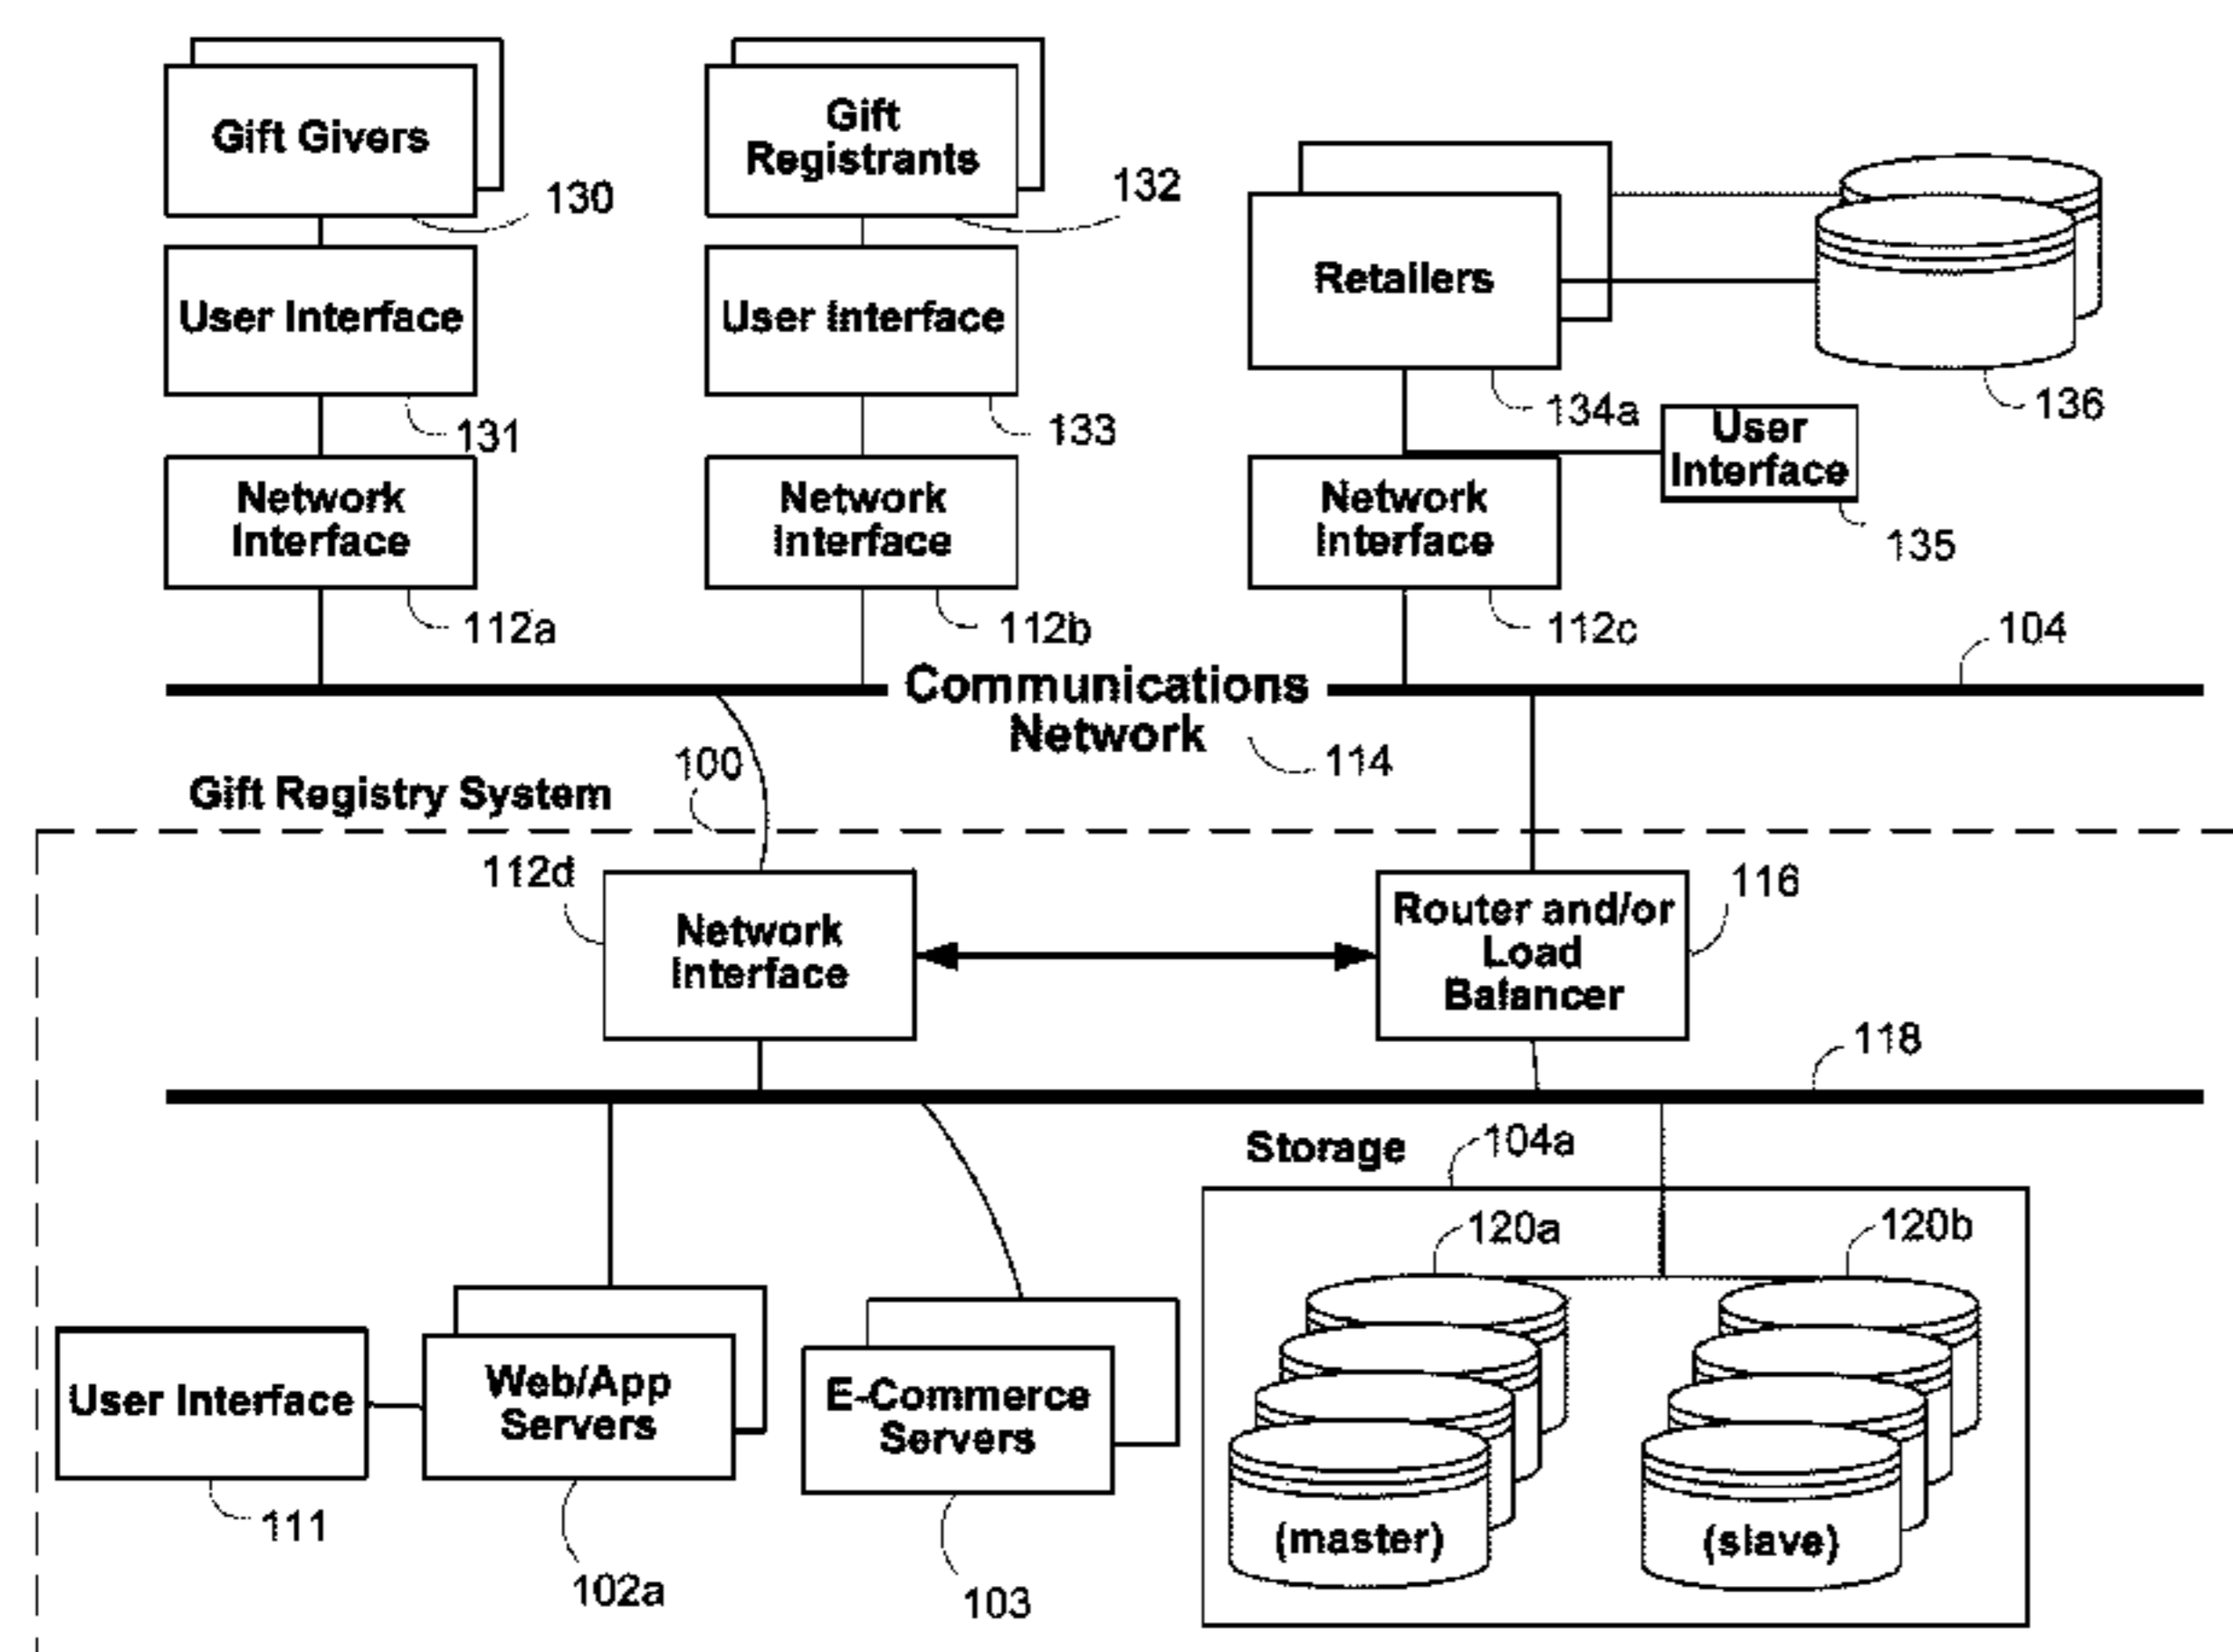 Gift Givers
130
Gift
Registrants
132
User Interface
131
User Interface
133
Retailers
134a
136
User
Interface
135
Network
Interface
112a
Network
Interface
112b
Network
Interface
112c
104
Communications
Network
114
100
Gift Registry System
112d
Network
Interface
Router and/or
Load
Balancer
116
118
Storage
104a
120a
120b
User Interface
111
Web/App
Servers
102a
E-Commerce
Servers
103
(master)
(slave)